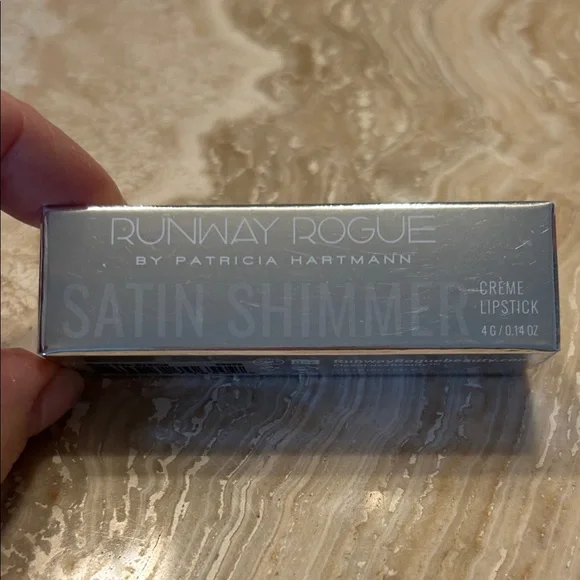 RUNWAY ROGUE
BY PATRICIA HARTMANN
SATIN SHIMMER
CRÈME
LIPSTICK
4 G / 0.14 OZ